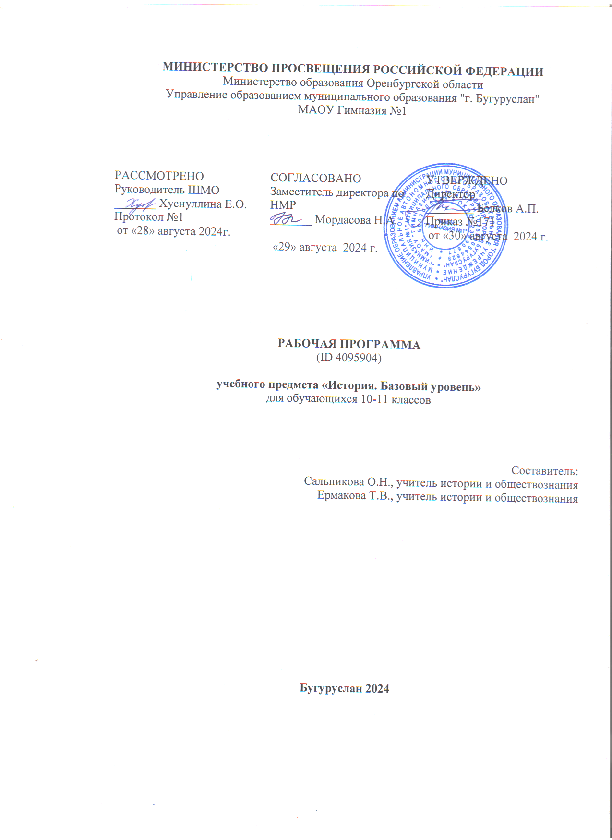 МИНИСТЕРСТВО ПРОСВЕЩЕНИЯ РОССИЙСКОЙ ФЕДЕРАЦИИ
Министерство образования Оренбургской области
Управление образованием муниципального образования "г. Бугуруслан"
МАОУ Гимназия №1
РАССМОТРЕНО
Руководитель ШМО
Хуснуллина Е.О.
Протокол №1
от «28» августа 2024г.
СОГЛАСОВАНО
Заместитель директора по
НМР
Мордасова Н.А.
«29» августа 2024 г.
УТВЕРЖДЕНО
Директор
А.П.
Приказ
от «30» августа 2024 г.
РАБОЧАЯ ПРОГРАММА
(ID 4095904)
учебного предмета «История. Базовый уровень»
для обучающихся 10-11 классов
Составитель:
Сальникова О.Н., учитель истории и обществознания
Ермакова Т.В., учитель истории и обществознания
Бугуруслан 2024